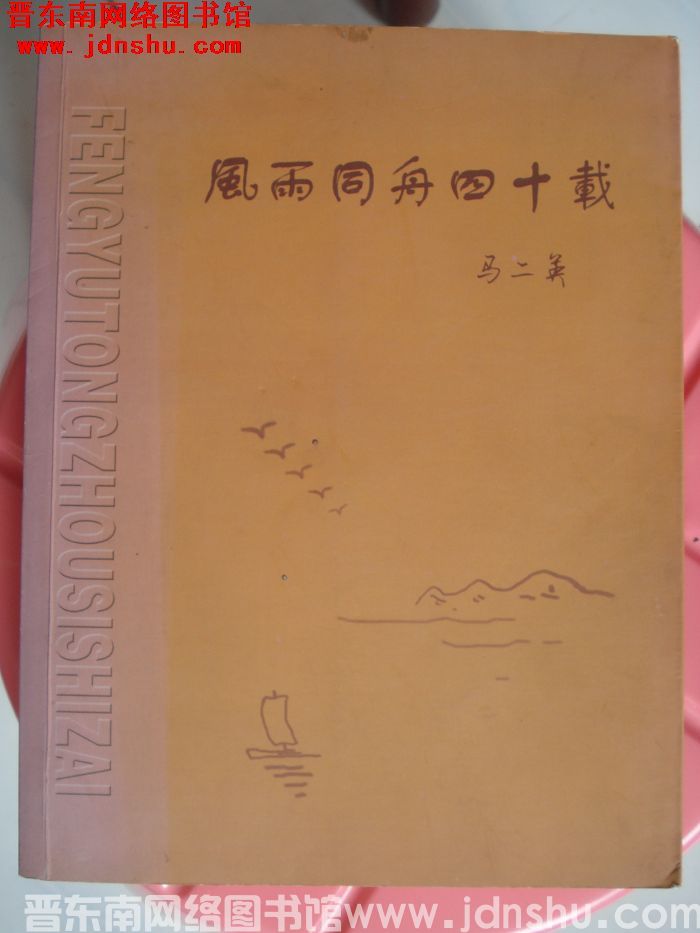 晋东南网络图书馆
www.jdnshu.com
風雨同舟四十載
马二英
FENGYUTONGZHOUSISHIZAI
晋东南网络图书馆www.jdnshu.com